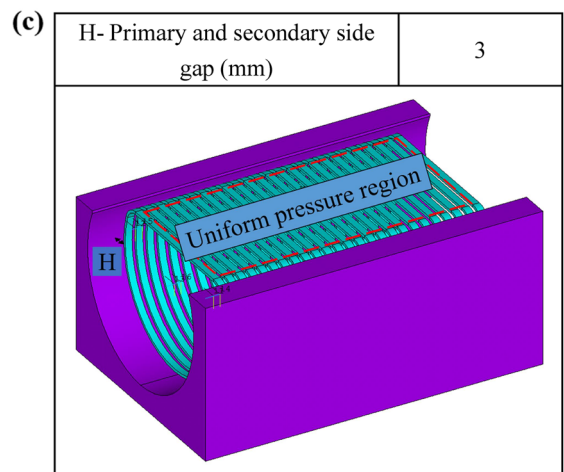 (c)
H- Primary and secondary side
gap (mm)
3
Uniform pressure region
H